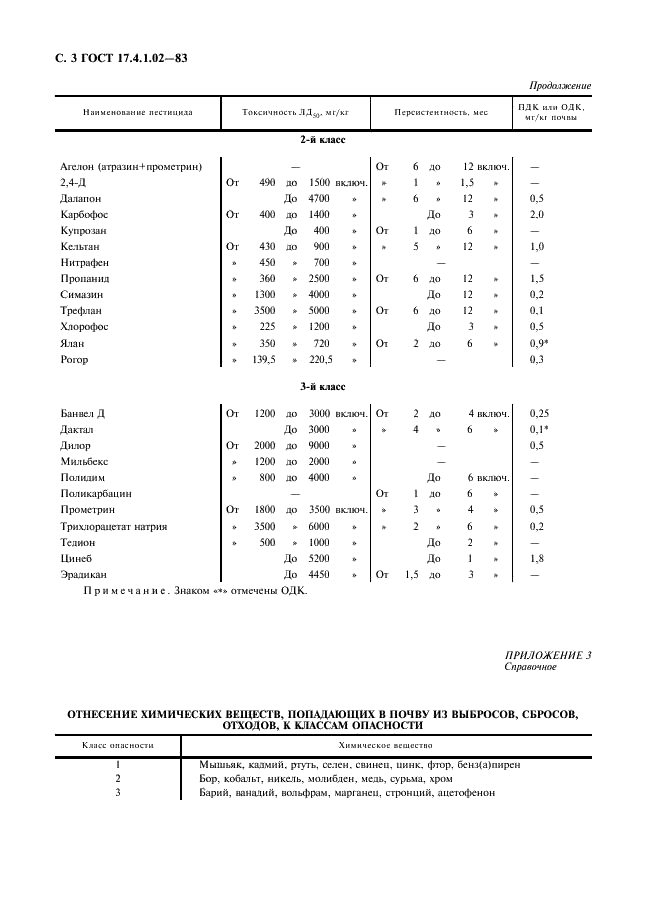 С. 3 ГОСТ 17.4.1.02—83
Продолжение
Наименование пестицида Токсичность ЛД50, мг/кг Персистентность, мес ПДК или ОДК, мг/кг почвы
2-й класс
Агелон (атразин+прометрин) — От 6 до 12 включ. —
2,4-Д От 490 до 1500 включ. » 1 » 1,5 » —
Далапон До 4700 » » 6 » 12 » 0,5
Карбофос От 400 до 1400 » До 3 » 2,0
Купрозан До 400 » От 1 до 6 » —
Кельтан От 430 до 900 » » 5 » 12 » 1,0
Нитрафен » 450 » 700 » — —
Пропанид » 360 » 2500 » От 6 до 12 » 1,5
Симазин » 1300 » 4000 » До 12 » 0,2
Трефлан » 3500 » 5000 » От 6 до 12 » 0,1
Хлорофос » 225 » 1200 » До 3 » 0,5
Ялан » 350 » 720 » От 2 до 6 » 0,9*
Рогор » 139,5 » 220,5 » — 0,3
3-й класс
Банвел Д От 1200 до 3000 включ. От 2 до 4 включ. 0,25
Дактал До 3000 » » 4 » 6 » 0,1*
Дилор От 2000 до 9000 » — 0,5
Мильбекс » 1200 до 2000 » — —
Полидим » 800 до 4000 » До 6 включ. —
Поликарбацин — От 1 до 6 » —
Прометрин От 1800 до 3500 включ. » 3 » 4 » 0,5
Трихлорацетат натрия » 3500 » 6000 » » 2 » 6 » 0,2
Тедион » 500 » 1000 » До 2 » —
Цинеб До 5200 » До 1 » 1,8
Эрадикан До 4450 » От 1,5 до 3 » —
Примечание. Знаком «*» отмечены ОДК.
ПРИЛОЖЕНИЕ 3
Справочное
ОТНЕСЕНИЕ ХИМИЧЕСКИХ ВЕЩЕСТВ, ПОПАДАЮЩИХ В ПОЧВУ ИЗ ВЫБРОСОВ, СБРОСОВ,
ОТХОДОВ, К КЛАССАМ ОПАСНОСТИ
Класс опасности Химическое вещество
1 Мышьяк, кадмий, ртуть, селен, свинец, цинк, фтор, бенз(а)пирен
2 Бор, кобальт, никель, молибден, медь, сурьма, хром
3 Барий, ванадий, вольфрам, марганец, стронций, ацетофенон